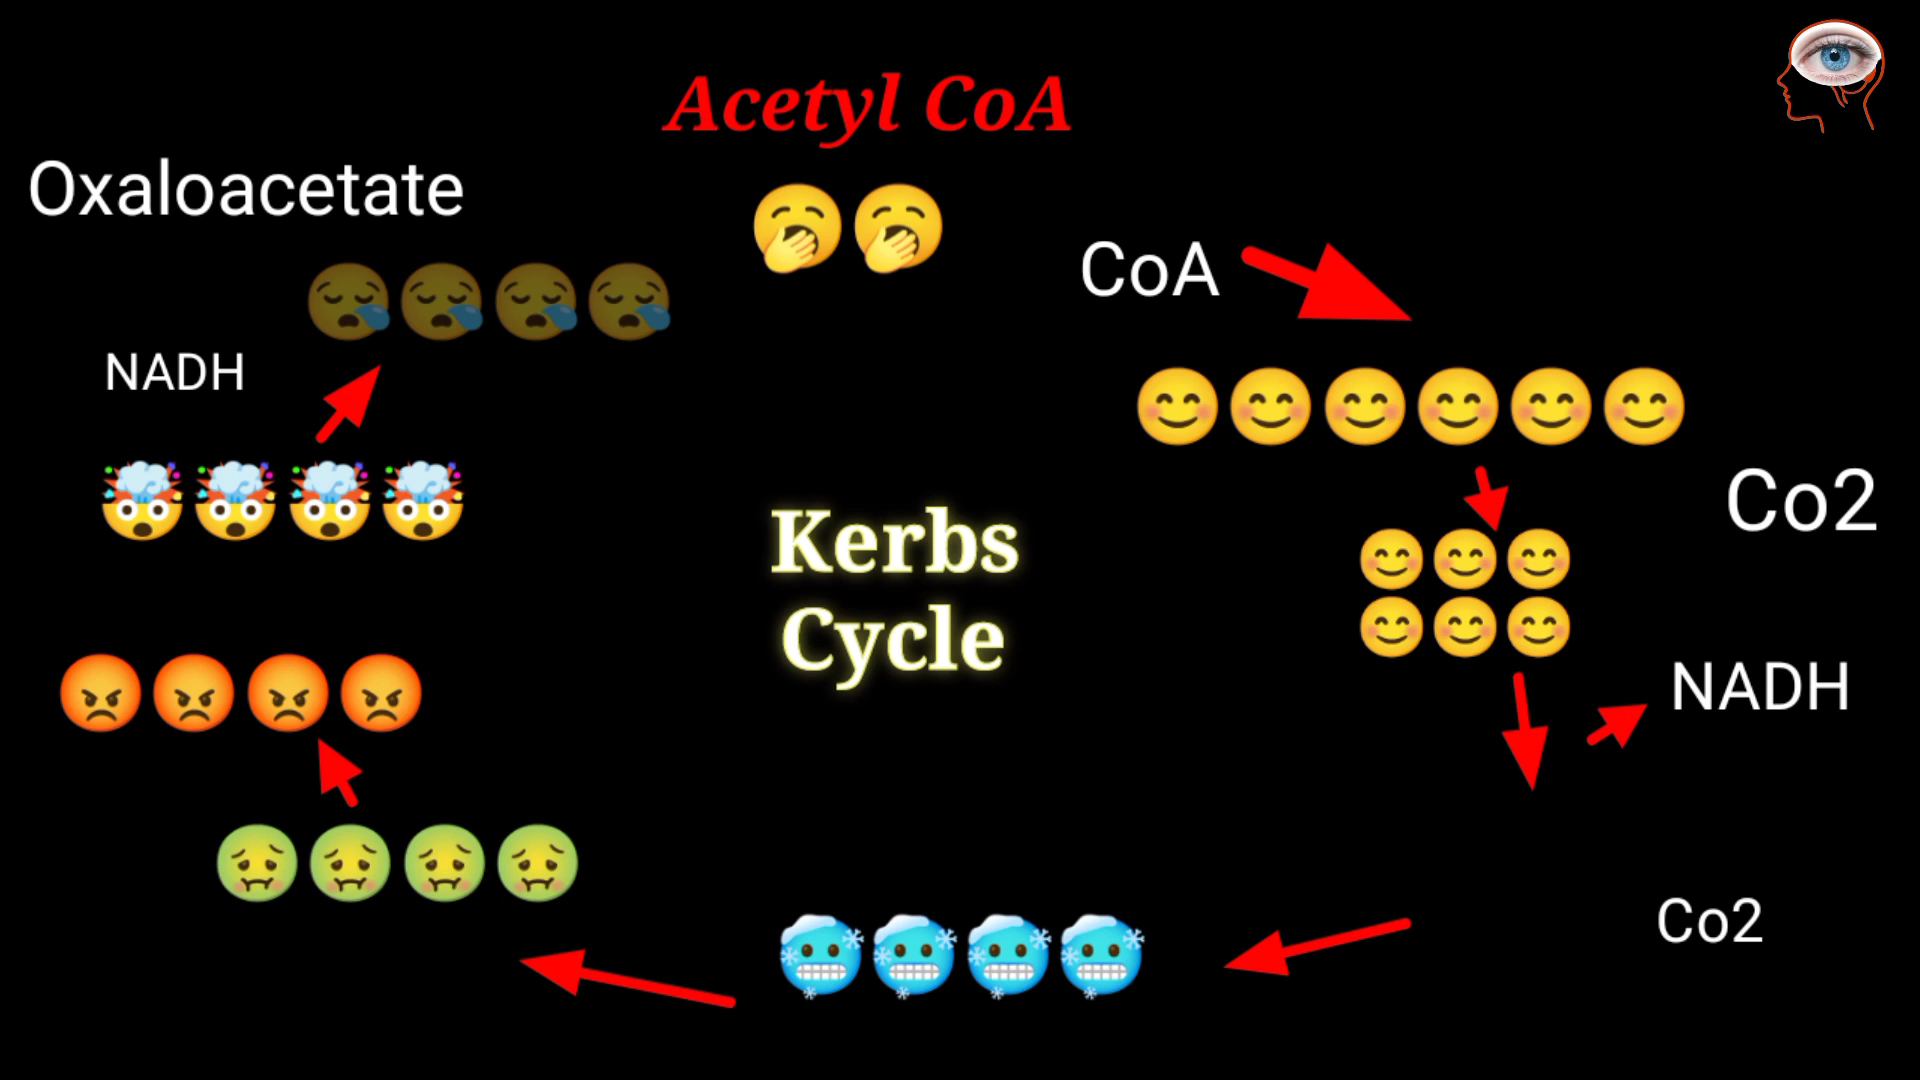 Acetyl CoA
Oxaloacetate
CoA
NADH
Co2
Kerbs
Cycle
NADH
Co2